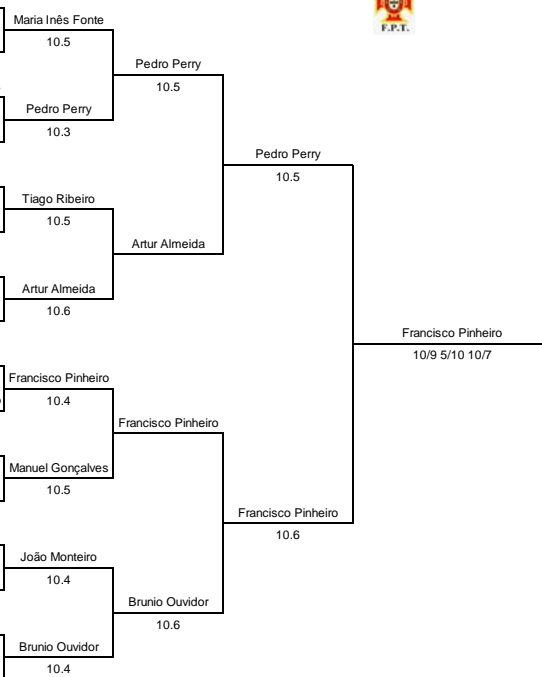 F.P.T.
Maria Inês Fonte
10.5
Pedro Perry
10.5
Pedro Perry
10.3
Pedro Perry
10.5
Tiago Ribeiro
10.5
Artur Almeida
Artur Almeida
10.6
Francisco Pinheiro
10/9 5/10 10/7
Francisco Pinheiro
10.4
Francisco Pinheiro
Manuel Gonçalves
10.5
Francisco Pinheiro
10.6
João Monteiro
10.4
Brunio Ouvidor
10.6
Brunio Ouvidor
10.4